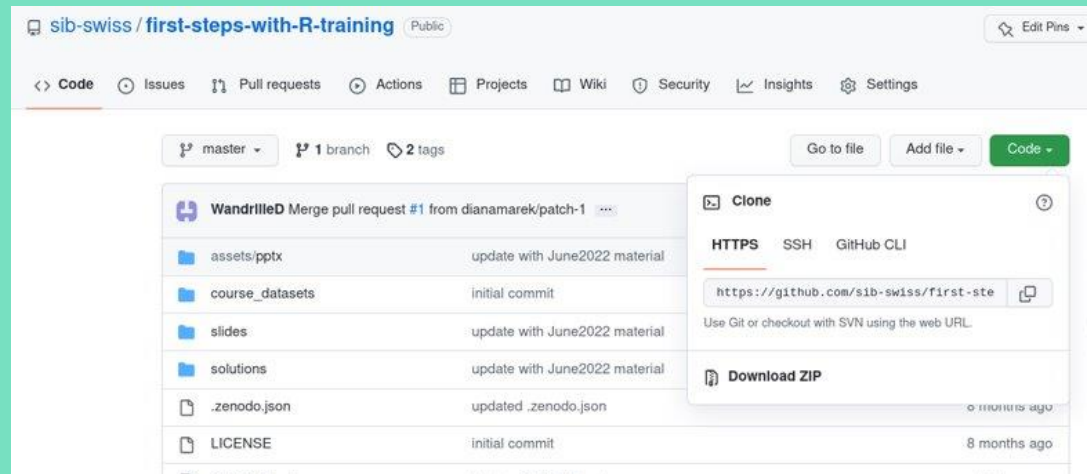 sib-swiss / first-steps-with-R-training Public
Edit Pins
Code Issues Pull requests Actions Projects Wiki Security Insights Settings
master 1 branch 2 tags
Go to file Add file Code
WandrilleD Merge pull request #1 from dianamarek/patch-1 ...
Clone
HTTPS SSH GitHub CLI
https://github.com/sib-swiss/first-ste
Use Git or checkout with SVN using the web URL.
Download ZIP
assets/pptx update with June2022 material
course_datasets initial commit
slides update with June2022 material
solutions update with June2022 material
.zenodo.json updated .zenodo.json 8 months ago
LICENSE initial commit 8 months ago